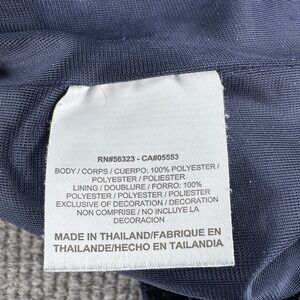 RN#56323 - CA#05553
BODY / CORPS / CUERPO: 100% POLYESTER /
POLYESTER / POLIESTER
LINING / DOUBLURE / FORRO: 100%
POLYESTER / POLYESTER / POLIESTER
EXCLUSIVE OF DECORATION / DECORATION
NON COMPRISE / NO INCLUYE LA
DECORACION
MADE IN THAILAND/FABRIQUE EN
THAILANDE/HECHO EN TAILANDIA